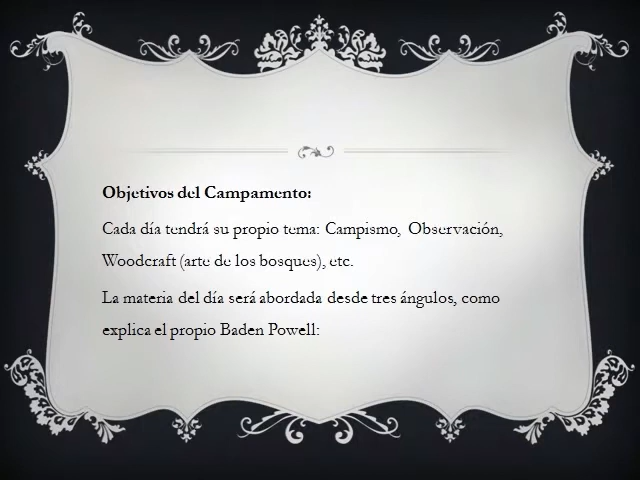 Objetivos del Campamento:
Cada día tendrá su propio tema: Campismo, Observación,
Woodcraft (arte de los bosques), etc.
La materia del día será abordada desde tres ángulos, como
explica el propio Baden Powell: